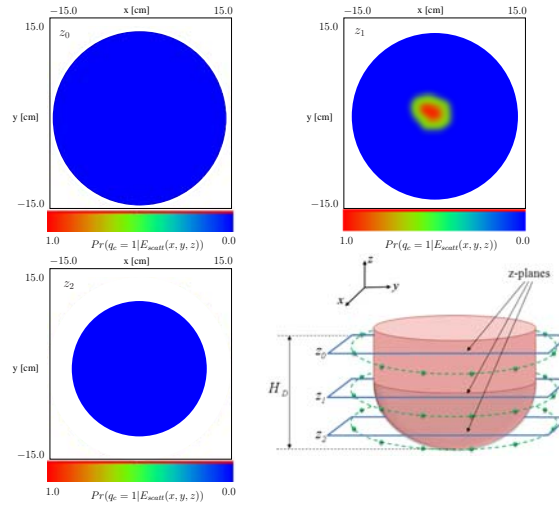 x [cm]
−15.0 15.0
15.0
z0
y [cm]
−15.0
1.0 0.0
Pr(qc = 1|Escatt(x, y, z))
x [cm]
−15.0 15.0
15.0
z1
y [cm]
−15.0
1.0 0.0
Pr(qc = 1|Escatt(x, y, z))
x [cm]
−15.0 15.0
15.0
z2
y [cm]
−15.0
1.0 0.0
Pr(qc = 1|Escatt(x, y, z))
z
y
x
z-planes
HD
z0
z1
z2